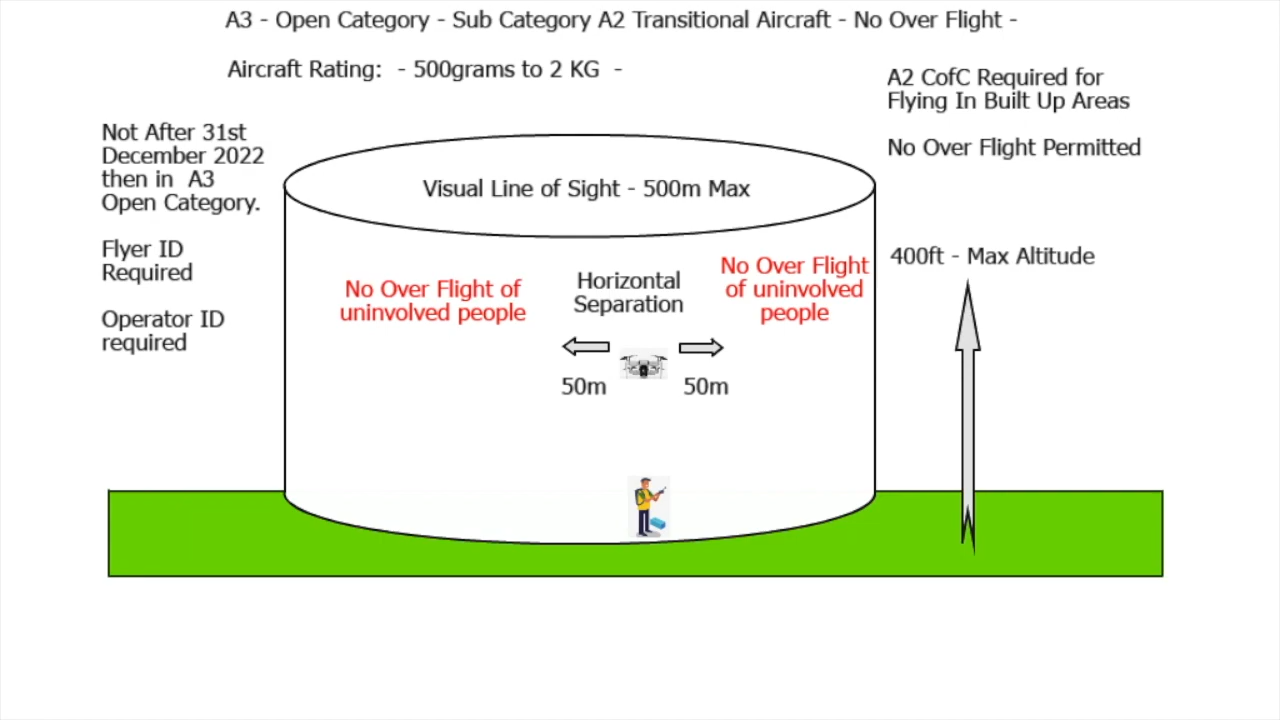 A3 - Open Category - Sub Category A2 Transitional Aircraft - No Over Flight -
Aircraft Rating:  - 500grams to 2 KG  -
A2 CofC Required for
Flying In Built Up Areas
No Over Flight Permitted
Not After 31st
December 2022
then in  A3
Open Category.
Flyer ID
Required
Operator ID
required
Visual Line of Sight - 500m Max
No Over Flight of
uninvolved people
Horizontal
Separation
No Over Flight
of uninvolved
people
50m
50m
400ft - Max Altitude